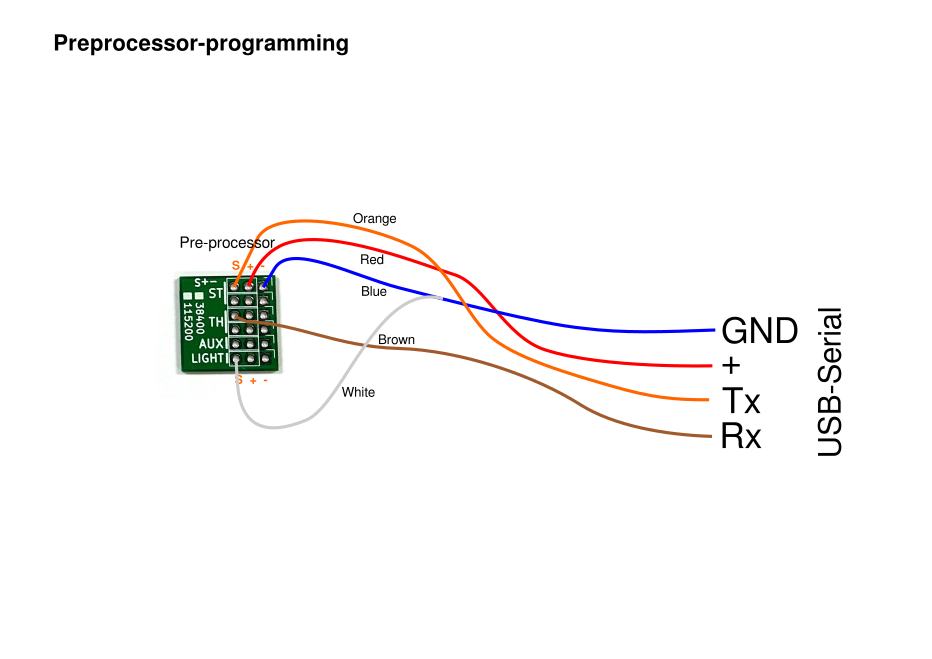 Preprocessor-programming
Orange
Pre-processor
S + -
Red
S+-
ST
Blue
38400
115200
TH
AUX
LIGHT
Brown
S + -
White
GND
+
Tx
Rx
USB-Serial